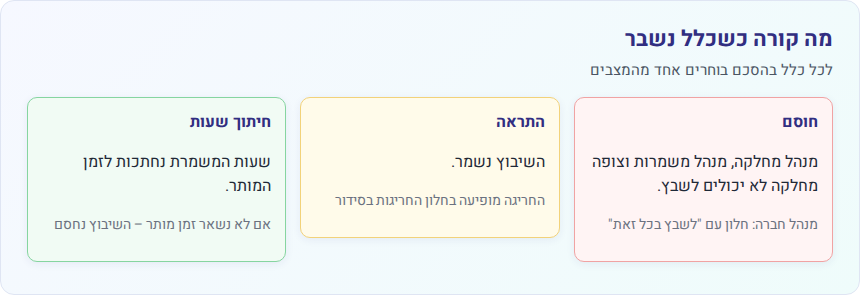 מה קורה כשכלל נשבר
לכל כלל בהסכם בוחרים אחד מהמצבים
חוסם
מנהל מחלקה, מנהל משמרות וצופה
מחלקה לא יכולים לשבץ.
מנהל חברה: חלון עם "לשבץ בכל זאת"
התראה
השיבוץ נשמר.
החריגה מופיעה בחלון החריגות בסידור
חיתוך שעות
שעות המשמרת נחתכות לזמן
המותר.
אם לא נשאר זמן מותר – השיבוץ נחסם